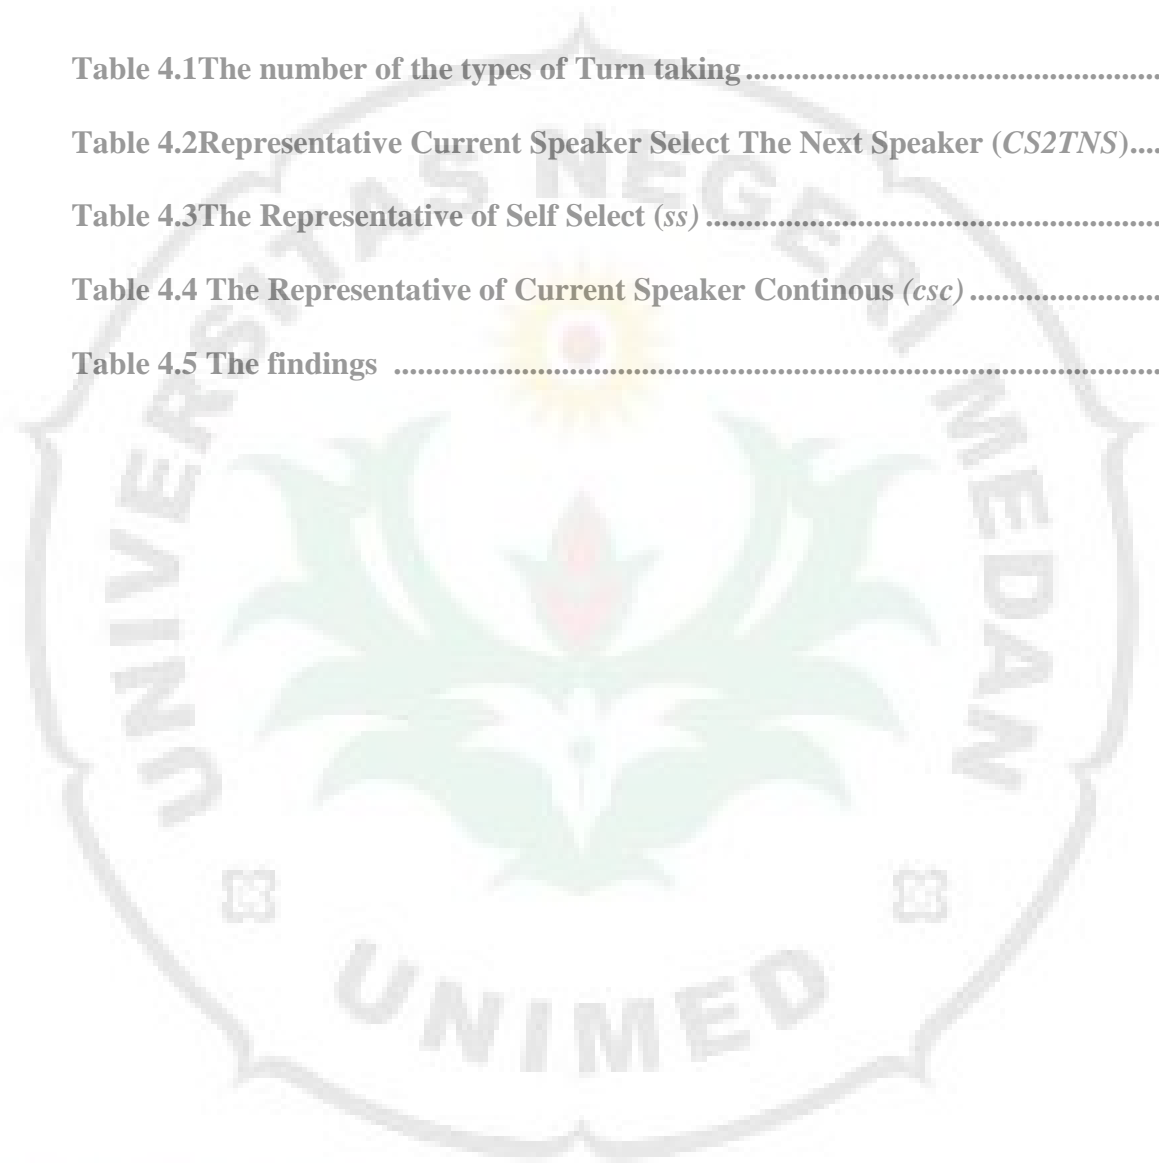 Table 4.1The number of the types of Turn taking ....................................................
Table 4.2Representative Current Speaker Select The Next Speaker (CS2TNS)....
Table 4.3The Representative of Self Select (ss) .........................................................
Table 4.4 The Representative of Current Speaker Continous (csc) ........................
Table 4.5 The findings ................................................................................................
UNIVERSITAS NEGERI MEDAN
UNIMED